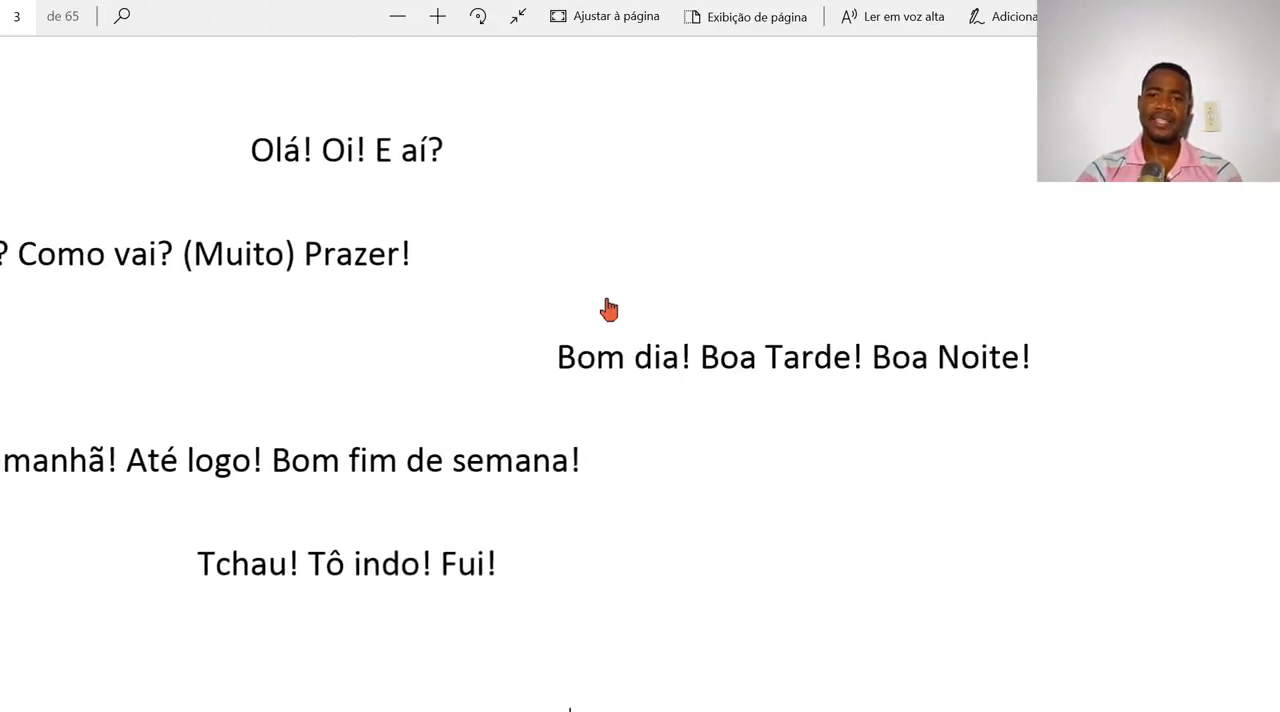 3 de 65 Ajustar à página Exibição de página Ler em voz alta Adiciona
Olá! Oi! E aí?
? Como vai? (Muito) Prazer!
Bom dia! Boa Tarde! Boa Noite!
manhã! Até logo! Bom fim de semana!
Tchau! Tô indo! Fui!